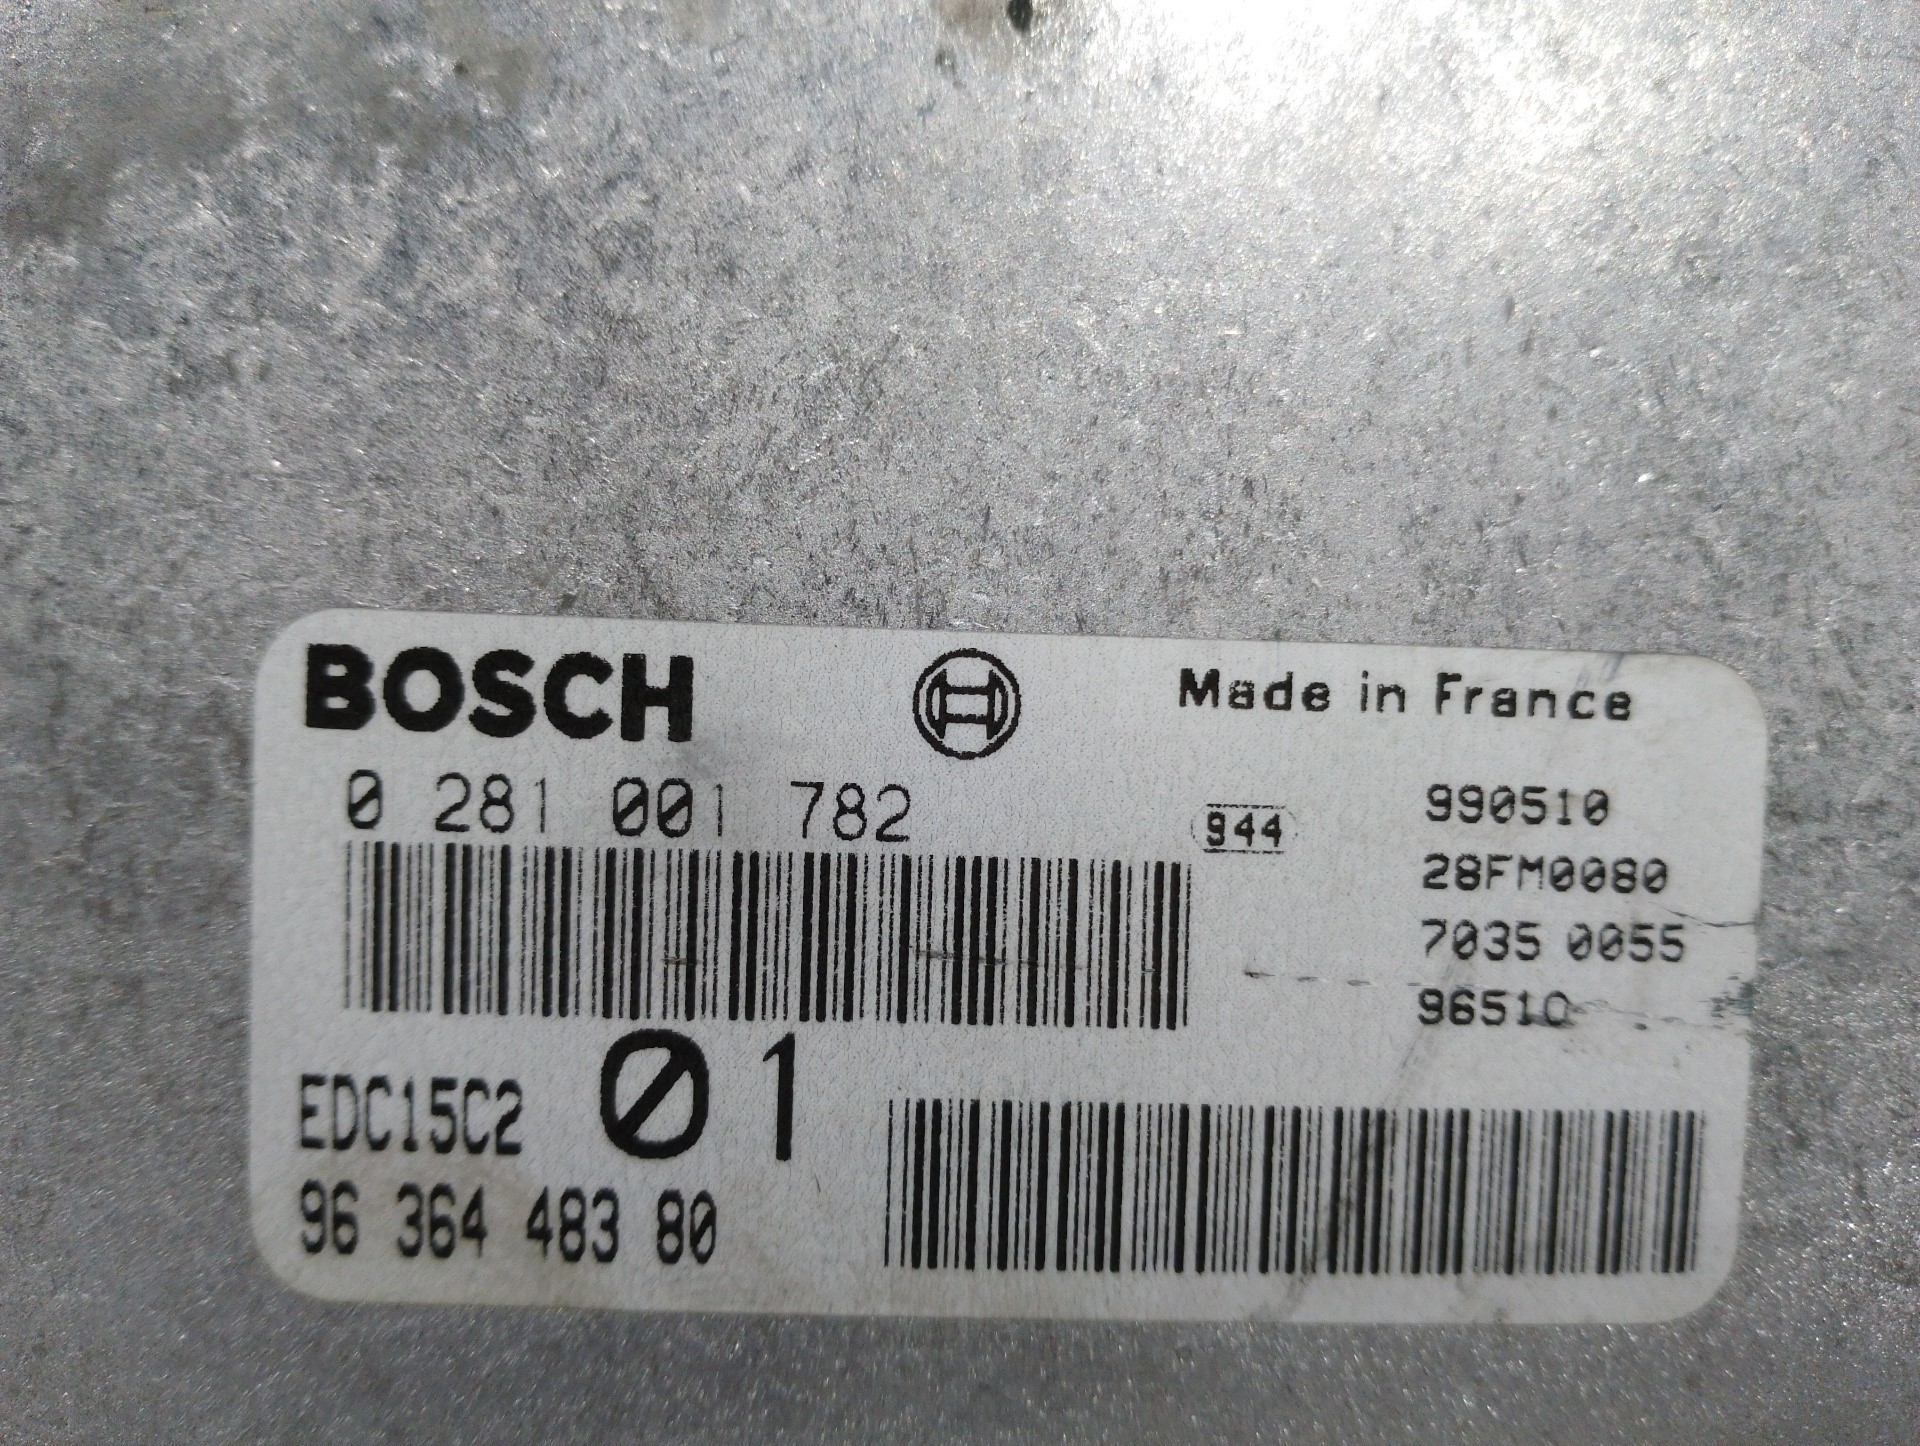 BOSCH
Made in France
0 281 001 782
944
990510
28FM0080
7035 0055
96510
EDC15C2
01
96 364 483 80